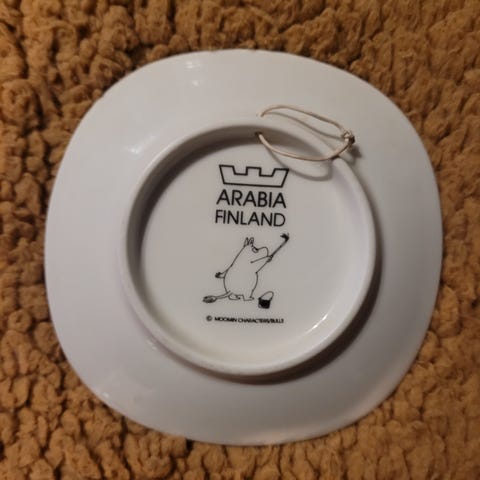 ARABIA
FINLAND
© MOOMIN CHARACTERS/BULLS